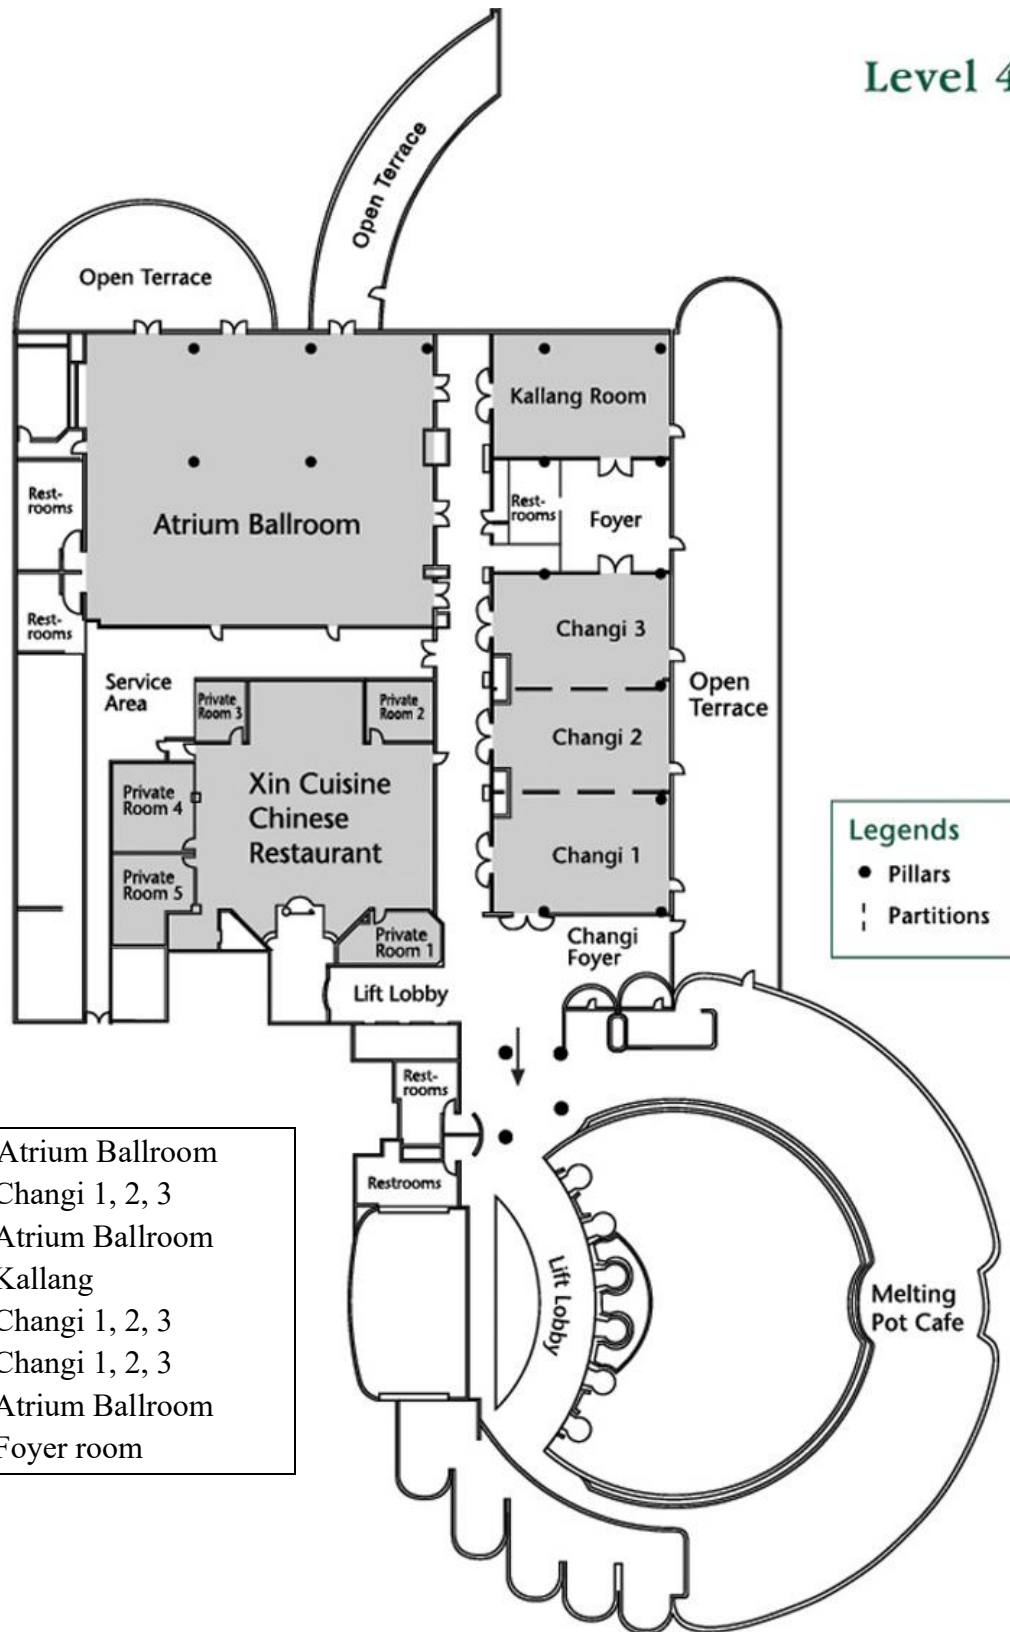 Level 4
Open Terrace
Open Terrace
Kallang Room
Rest-
rooms
Rest-
rooms
Foyer
Atrium Ballroom
Rest-
rooms
Changi 3
Service
Area
Private
Room 3
Private
Room 2
Open
Terrace
Changi 2
Xin Cuisine
Chinese
Restaurant
Private
Room 4
Changi 1
Legends
Pillars
Partitions
Private
Room 5
Private
Room 1
Changi
Foyer
Lift Lobby
Rest-
rooms
Restrooms
Lift Lobby
Melting
Pot Cafe
Atrium Ballroom
Changi 1, 2, 3
Atrium Ballroom
Kallang
Changi 1, 2, 3
Changi 1, 2, 3
Atrium Ballroom
Foyer room